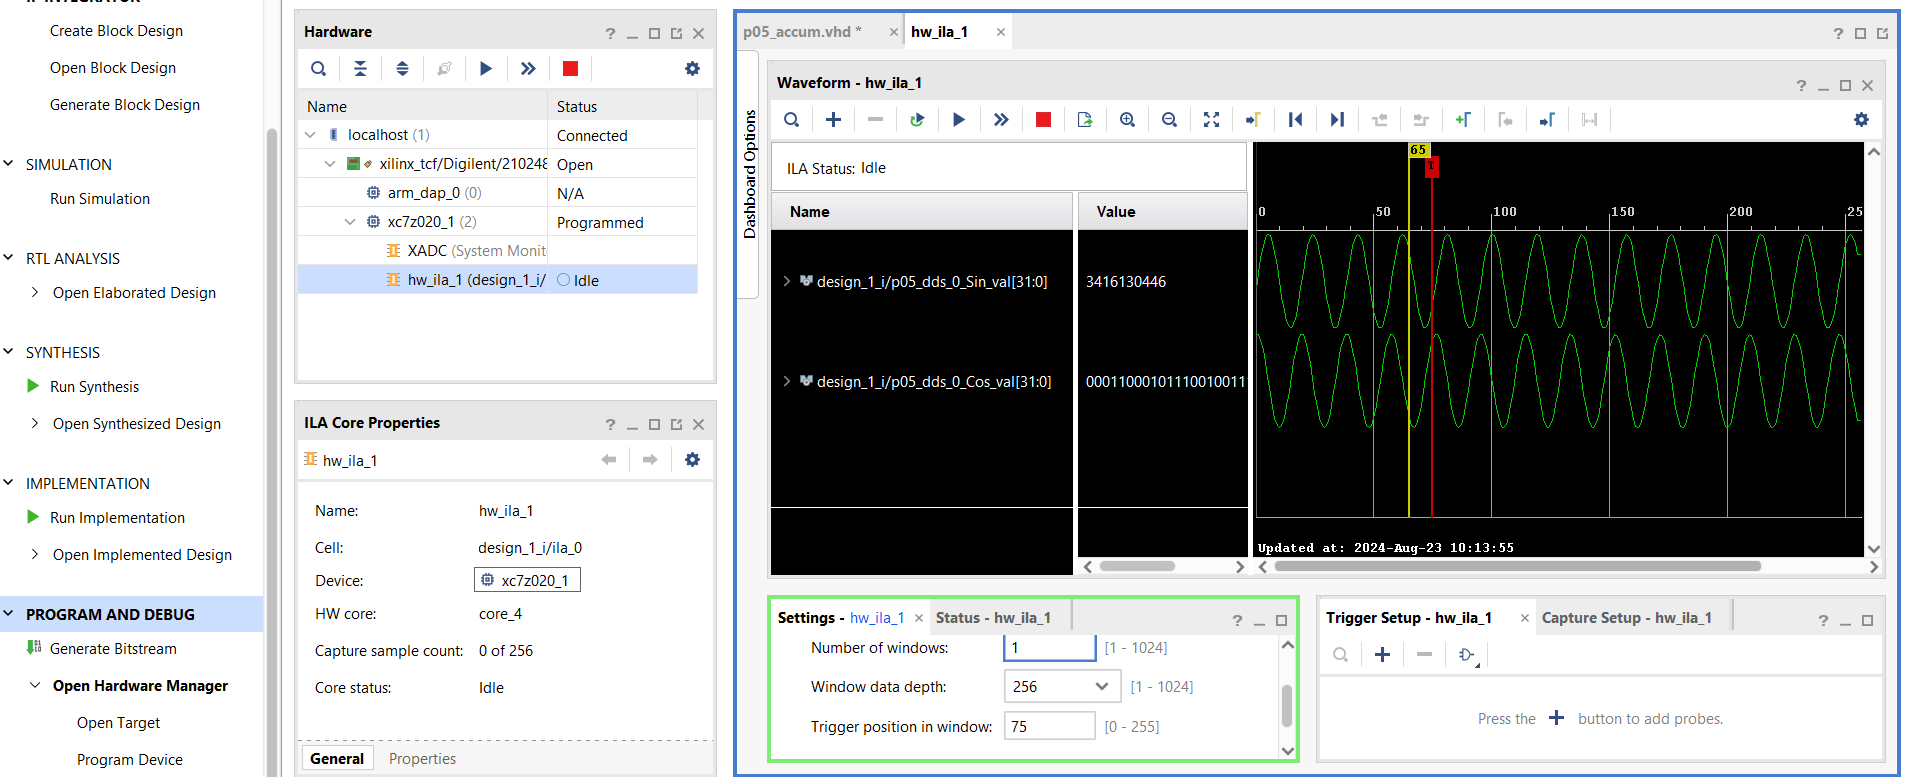 Create Block Design
Open Block Design
Generate Block Design
SIMULATION
Run Simulation
RTL ANALYSIS
Open Elaborated Design
SYNTHESIS
Run Synthesis
Open Synthesized Design
IMPLEMENTATION
Run Implementation
Open Implemented Design
PROGRAM AND DEBUG
Generate Bitstream
Open Hardware Manager
Open Target
Program Device
Hardware
Name Status
localhost (1) Connected
xilinx_tcf/Digilent/210248 Open
arm_dap_0 (0) N/A
xc7z020_1 (2) Programmed
XADC (System Monit
hw_ila_1 (design_1_i/ Idle
ILA Core Properties
hw_ila_1
Name: hw_ila_1
Cell: design_1_i/ila_0
Device: xc7z020_1
HW core: core_4
Capture sample count: 0 of 256
Core status: Idle
General Properties
p05_accum.vhd * hw_ila_1
Dashboard Options
Waveform - hw_ila_1
ILA Status: Idle
Name Value
design_1_i/p05_dds_0_Sin_val[31:0] 3416130446
design_1_i/p05_dds_0_Cos_val[31:0] 00011000101110010011
65
T
0 50 100 150 200 25
Updated at: 2024-Aug-23 10:13:55
Settings - hw_ila_1 Status - hw_ila_1
Number of windows: 1 [1 - 1024]
Window data depth: 256 [1 - 1024]
Trigger position in window: 75 [0 - 255]
Trigger Setup - hw_ila_1 Capture Setup - hw_ila_1
Press the + button to add probes.